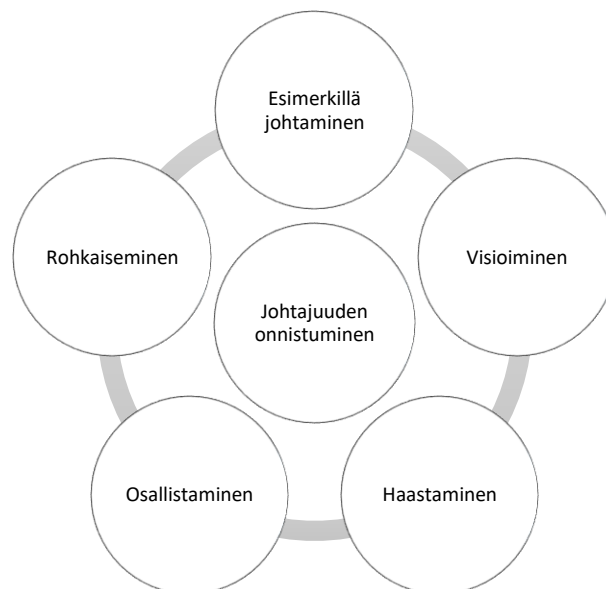 Esimerkillä
johtaminen
Visioiminen
Haastaminen
Osallistaminen
Rohkaiseminen
Johtajuuden
onnistuminen